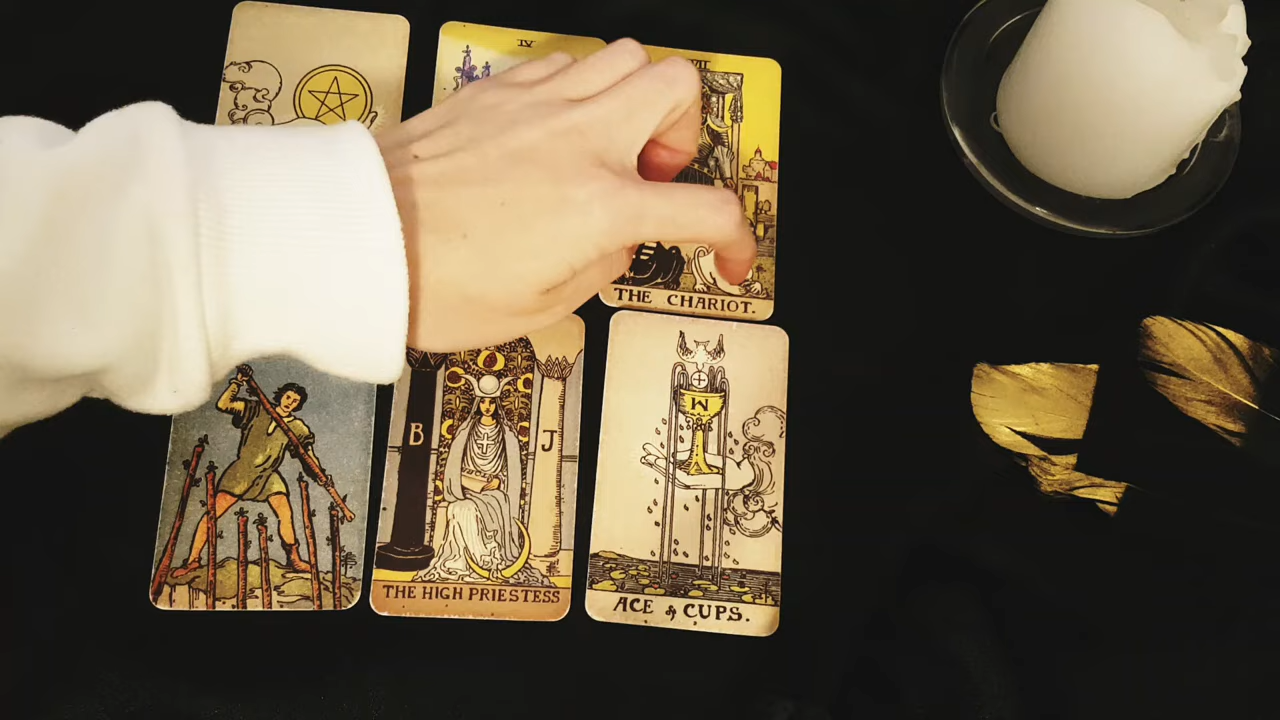 IV
VII
THE CHARIOT.
B J
M
THE HIGH PRIESTESS
ACE of CUPS.